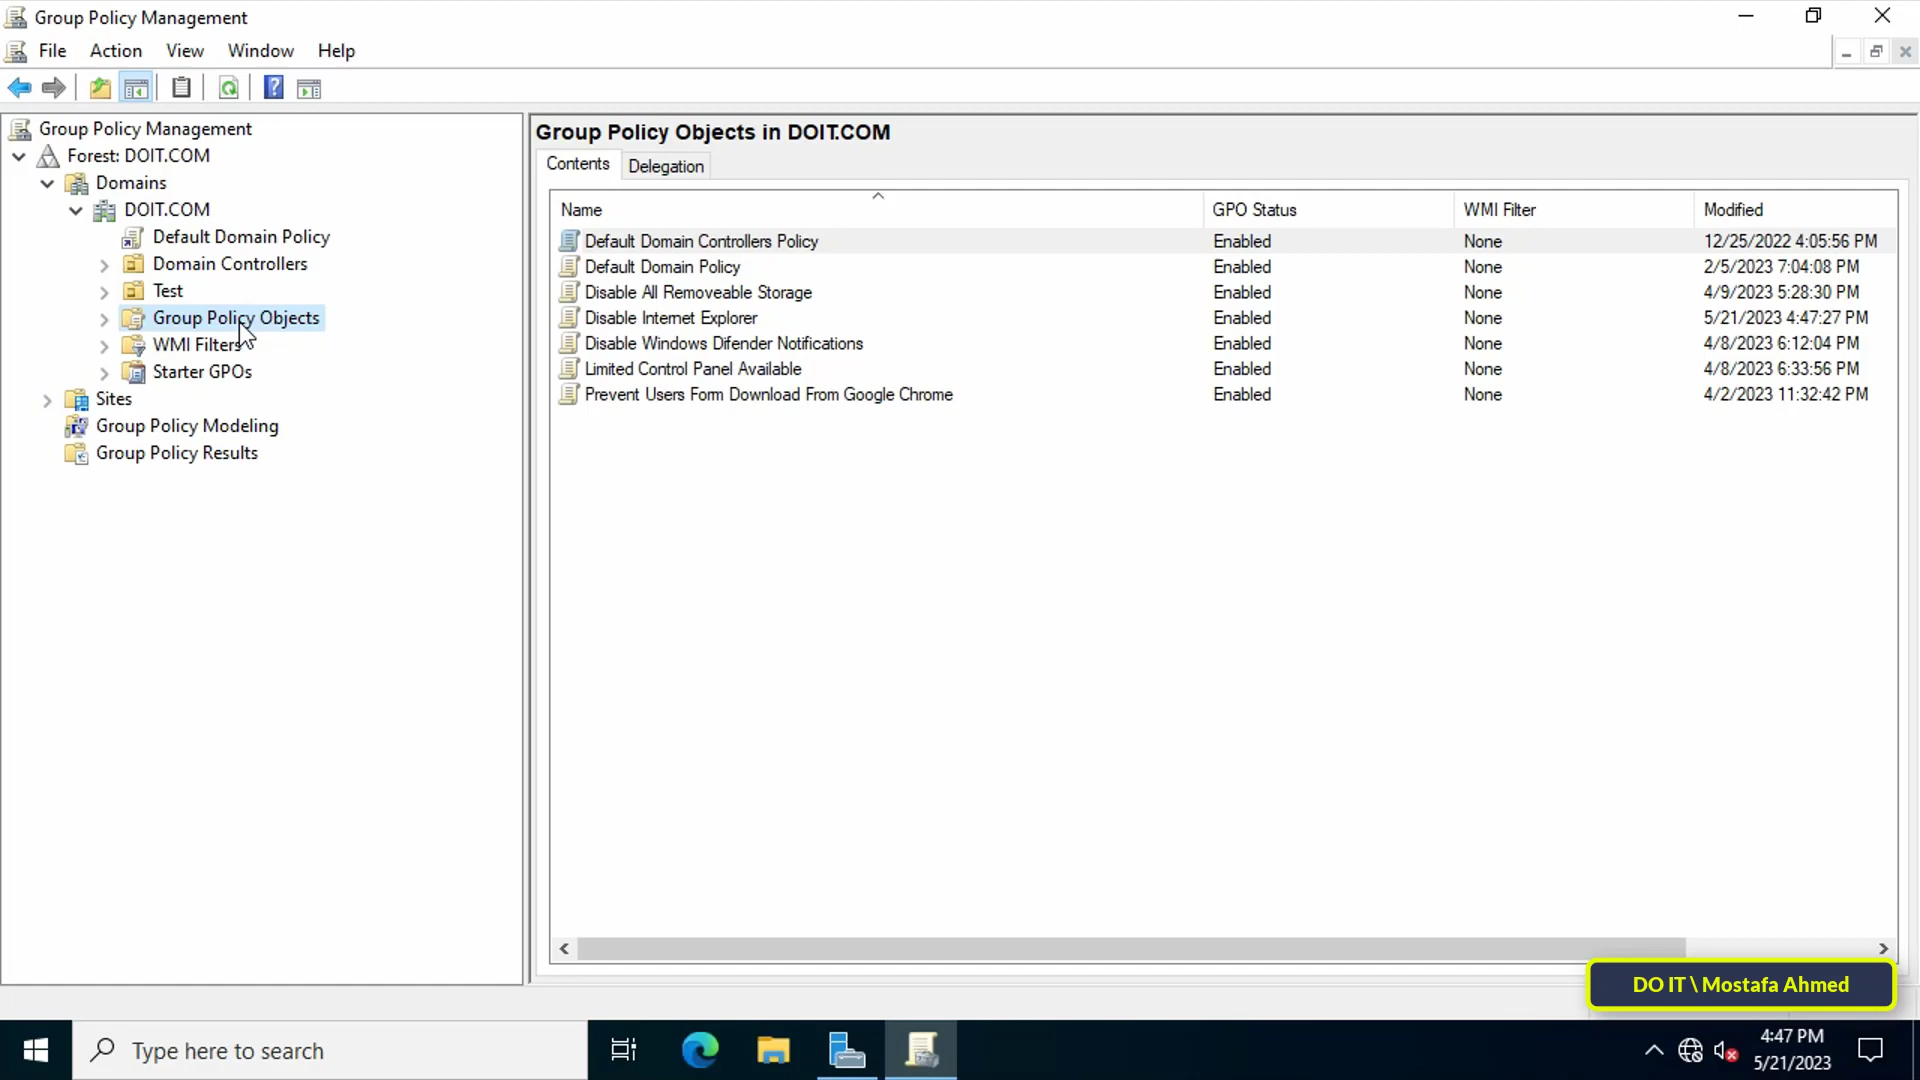 Group Policy Management
File Action View Window Help
Group Policy Management
Forest: DOIT.COM
Domains
DOIT.COM
Default Domain Policy
Domain Controllers
Test
Group Policy Objects
WMI Filters
Starter GPOs
Sites
Group Policy Modeling
Group Policy Results
Group Policy Objects in DOIT.COM
Contents Delegation
Name GPO Status WMI Filter Modified
Default Domain Controllers Policy Enabled None 12/25/2022 4:05:56 PM
Default Domain Policy Enabled None 2/5/2023 7:04:08 PM
Disable All Removeable Storage Enabled None 4/9/2023 5:28:30 PM
Disable Internet Explorer Enabled None 5/21/2023 4:47:27 PM
Disable Windows Difender Notifications Enabled None 4/8/2023 6:12:04 PM
Limited Control Panel Available Enabled None 4/8/2023 6:33:56 PM
Prevent Users Form Download From Google Chrome Enabled None 4/2/2023 11:32:42 PM
DO IT \ Mostafa Ahmed
Type here to search
4:47 PM
5/21/2023